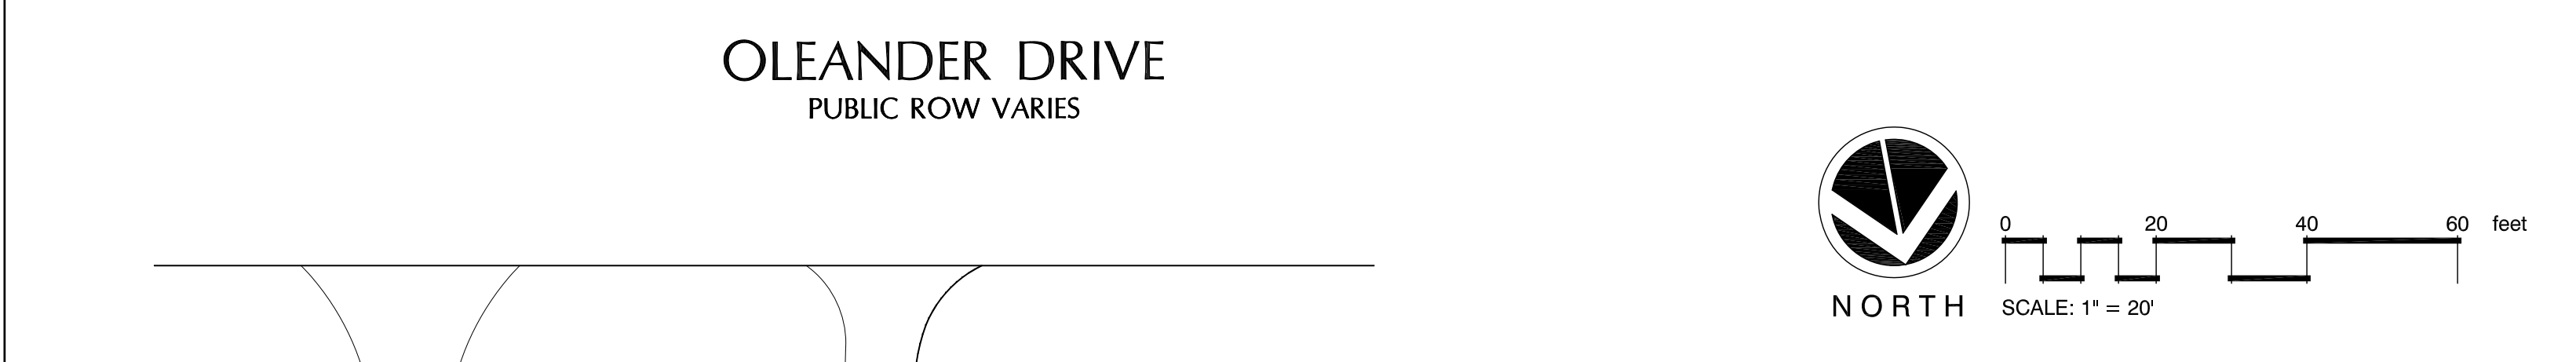 OLEANDER DRIVE
PUBLIC ROW VARIES
0 20 40 60 feet
NORTH
SCALE: 1" = 20'